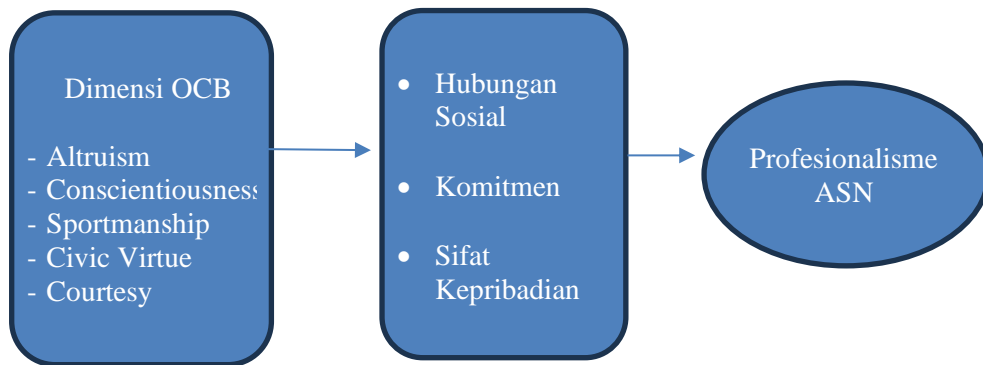 Dimensi OCB
- Altruism
- Conscientiousness
- Sportmanship
- Civic Virtue
- Courtesy
• Hubungan
Sosial
• Komitmen
• Sifat
Kepribadian
Profesionalisme
ASN